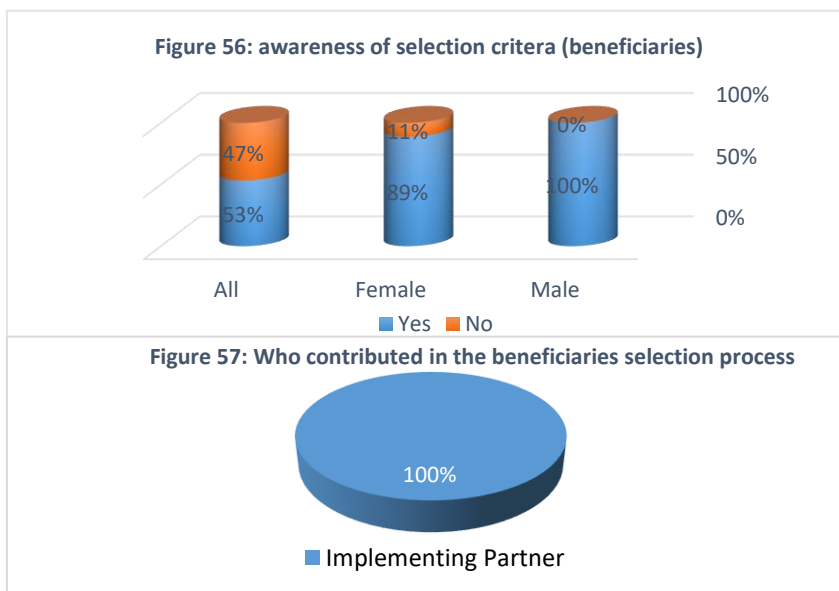 Figure 56: awareness of selection critera (beneficiaries)
100%
50%
0%
47%
53%
11%
89%
0%
100%
All Female Male
Yes No
Figure 57: Who contributed in the beneficiaries selection process
100%
Implementing Partner